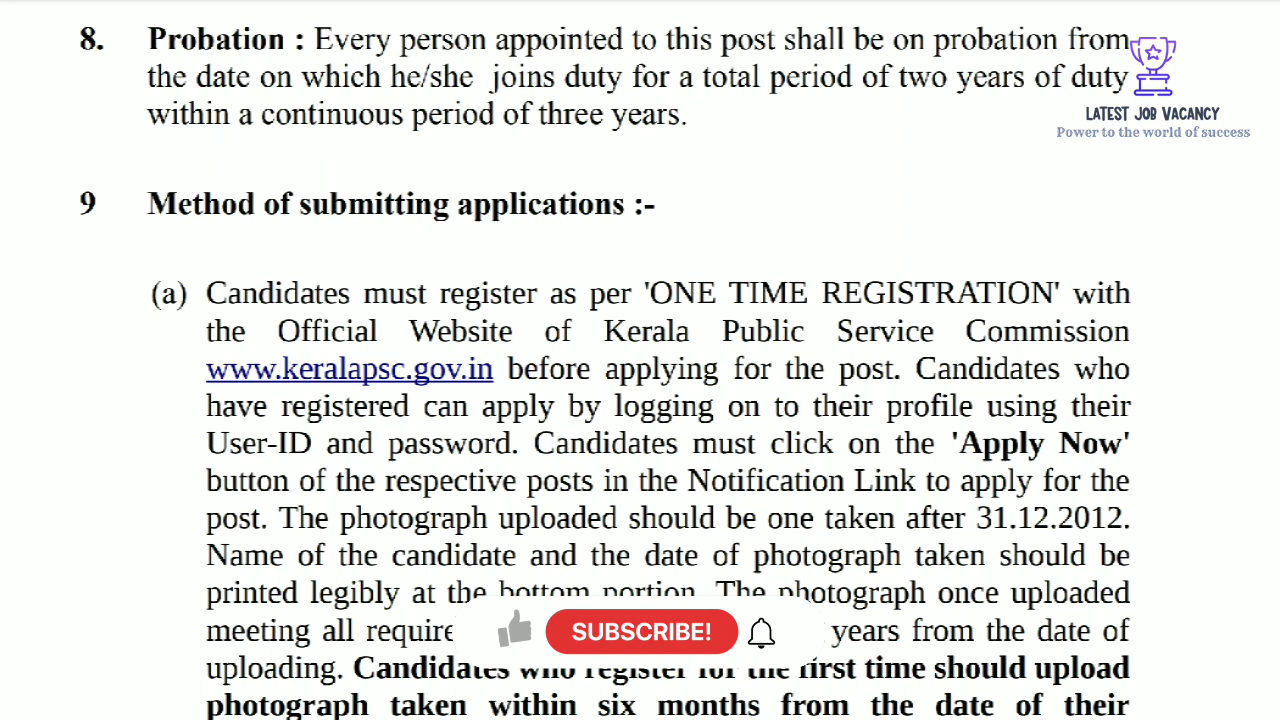 8. Probation : Every person appointed to this post shall be on probation from
the date on which he/she joins duty for a total period of two years of duty
within a continuous period of three years.
LATEST JOB VACANCY
Power to the world of success
9 Method of submitting applications :-
(a) Candidates must register as per 'ONE TIME REGISTRATION' with
the Official Website of Kerala Public Service Commission
www.keralapsc.gov.in before applying for the post. Candidates who
have registered can apply by logging on to their profile using their
User-ID and password. Candidates must click on the 'Apply Now'
button of the respective posts in the Notification Link to apply for the
post. The photograph uploaded should be one taken after 31.12.2012.
Name of the candidate and the date of photograph taken should be
printed legibly at the bottom portion. The photograph once uploaded
meeting all years from the date of
SUBSCRIBE!
uploading. Candidates who register for the first time should upload
photograph taken within six months from the date of their